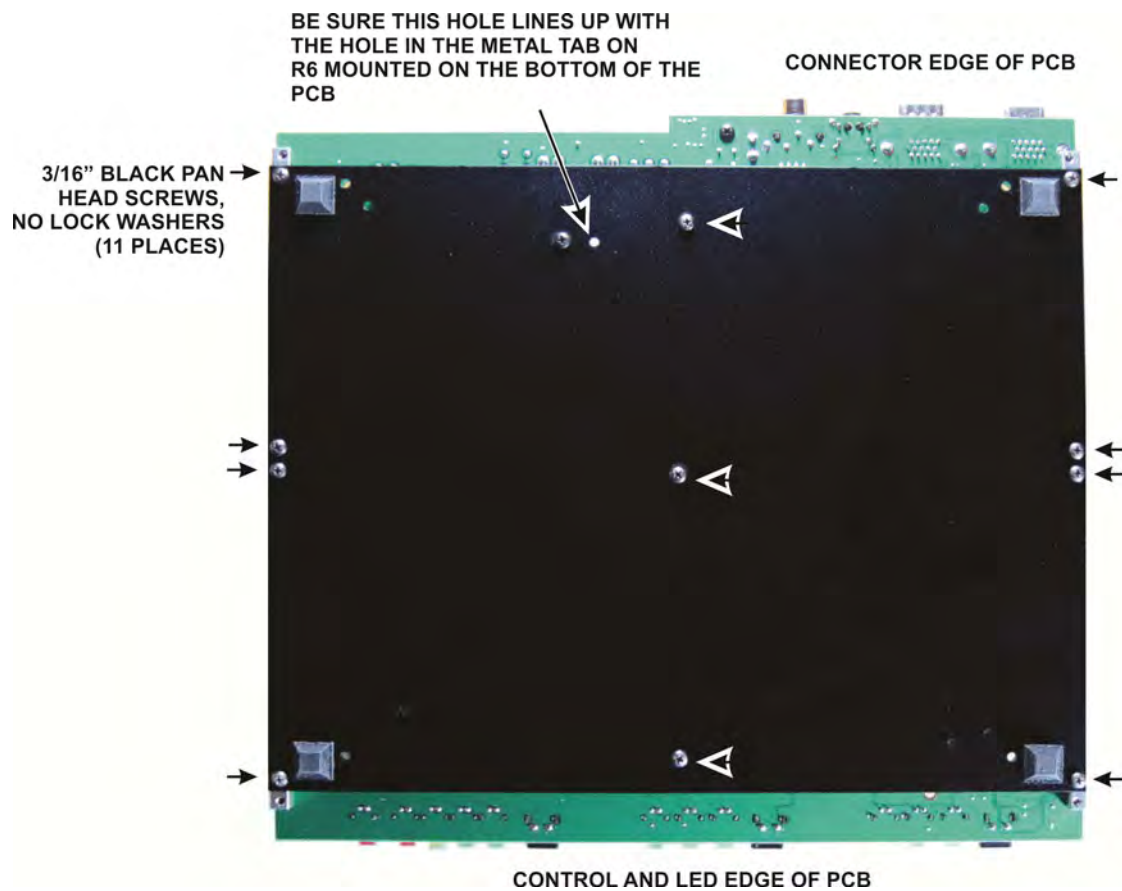 BE SURE THIS HOLE LINES UP WITH
THE HOLE IN THE METAL TAB ON
R6 MOUNTED ON THE BOTTOM OF THE
PCB
CONNECTOR EDGE OF PCB
3/16” BLACK PAN
HEAD SCREWS,
NO LOCK WASHERS
(11 PLACES)
CONTROL AND LED EDGE OF PCB